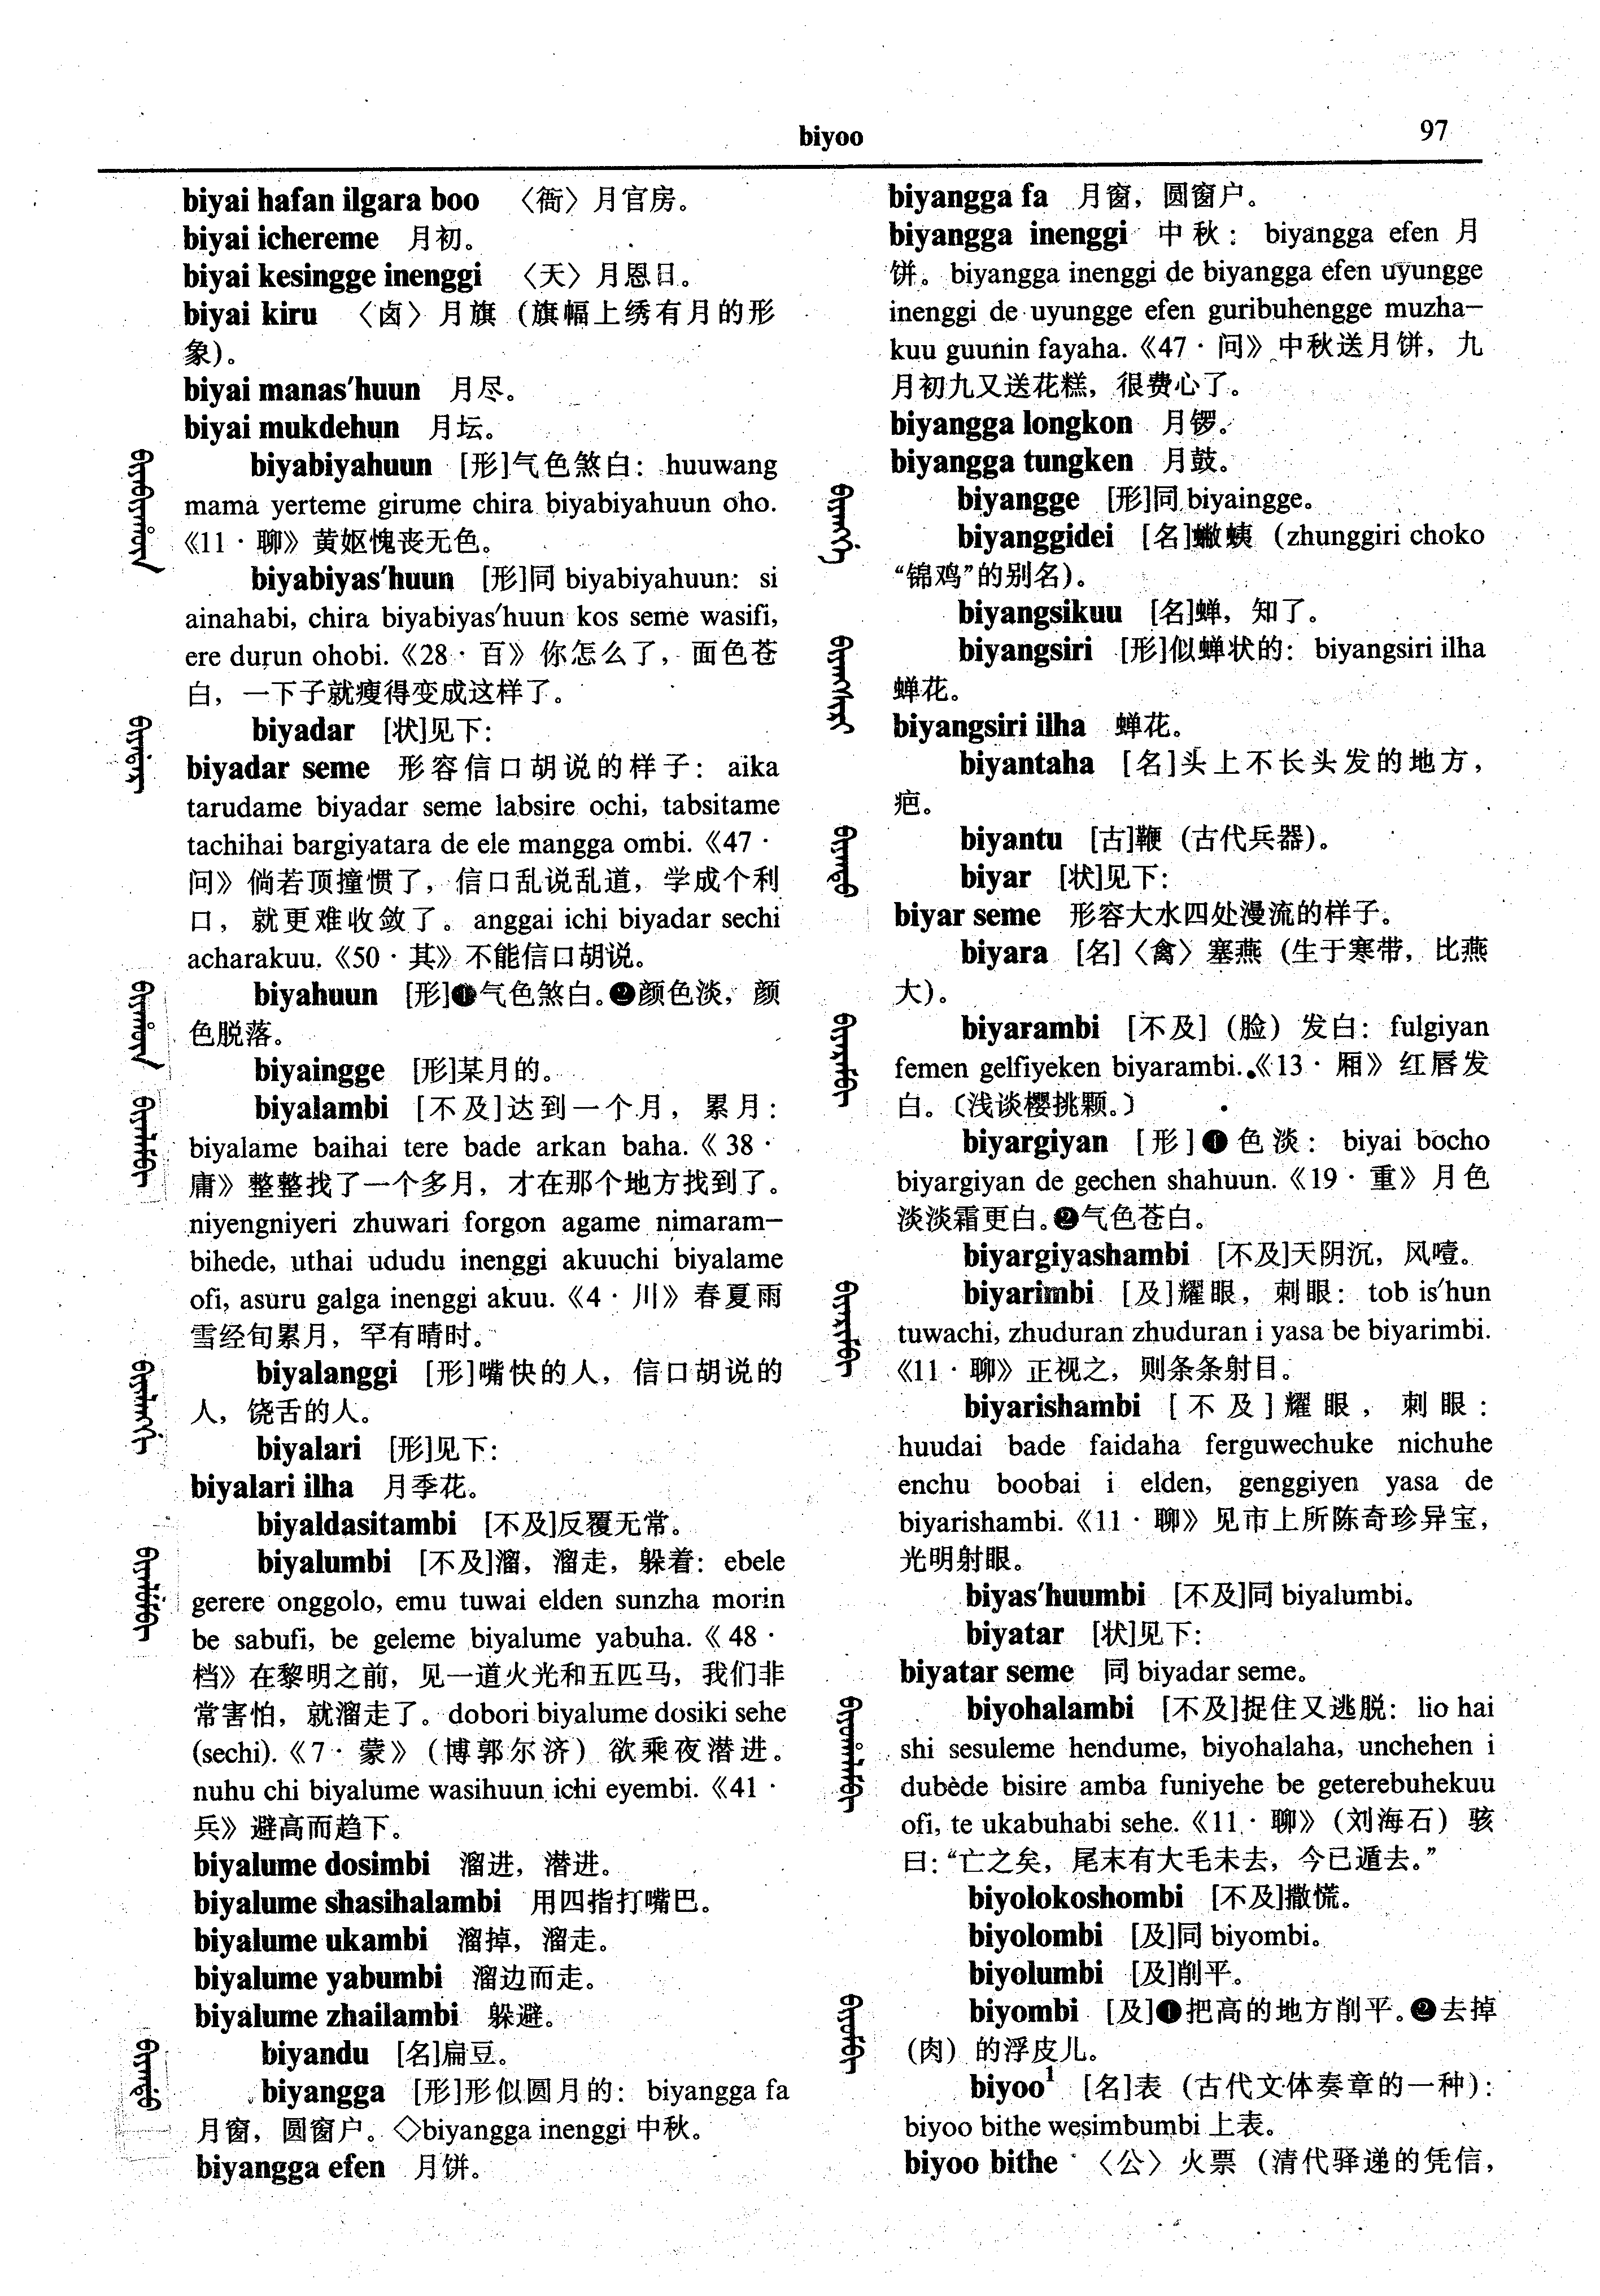 biyoo
97
biyai hafan ilgara boo 〈衙〉月官房。
biyai ichereme 月初。
biyai kesingge inenggi 〈天〉月恩日。
biyai kiru 〈卤〉月旗（旗幅上绣有月的形
象）。
biyai manas'huun 月尽。
biyai mukdehun 月坛。
biyabiyahuun [形]气色煞白：huuwang
mama yerteme girume chira biyabiyahuun oho.
《11·聊》黄妪愧丧无色。
biyabiyas'huun [形]同 biyabiyahuun: si
ainahabi, chira biyabiyas'huun kos seme wasifi,
ere durun ohobi.《28·百》你怎么了，面色苍
白，一下子就瘦得变成这样了。
biyadar [状]见下：
biyadar seme 形容信口胡说的样子：aika
tarudame biyadar seme labsire ochi, tabsitame
tachihai bargiyatara de ele mangga ombi.《47·
问》倘若顶撞惯了，信口乱说乱道，学成个利
口，就更难收敛了。anggai ichi biyadar sechi
acharakuu.《50·其》不能信口胡说。
biyahuun [形]❶气色煞白。❷颜色淡，颜
色脱落。
biyaingge [形]某月的。
biyalambi [不及]达到一个月，累月：
biyalame baihai tere bade arkan baha.《38·
庸》整整找了一个多月，才在那个地方找到了。
niyengniyeri zhuwari forgon agame nimaram-
bihede, uthai ududu inenggi akuuchi biyalame
ofi, asuru galga inenggi akuu.《4·川》春夏雨
雪经旬累月，罕有晴时。
biyalanggi [形]嘴快的人，信口胡说的
人，饶舌的人。
biyalari [形]见下：
biyalari ilha 月季花。
biyaldasitambi [不及]反覆无常。
biyalumbi [不及]溜，溜走，躲着：ebele
gerere onggolo, emu tuwai elden sunzha morin
be sabufi, be geleme biyalume yabuha.《48·
档》在黎明之前，见一道火光和五匹马，我们非
常害怕，就溜走了。dobori biyalume dosiki sehe
(sechi).《7·蒙》（博郭尔济）欲乘夜潜进。
nuhu chi biyalume wasihuun ichi eyembi.《41·
兵》避高而趋下。
biyalume dosimbi 溜进，潜进。
biyalume shasihalambi 用四指打嘴巴。
biyalume ukambi 溜掉，溜走。
biyalume yabumbi 溜边而走。
biyalume zhailambi 躲避。
biyandu [名]扁豆。
biyangga [形]形似圆月的：biyangga fa
月窗，圆窗户。◇biyangga inenggi 中秋。
biyangga efen 月饼。
biyangga fa 月窗，圆窗户。
biyangga inenggi 中秋：biyangga efen 月
饼。biyangga inenggi de biyangga efen uyungge
inenggi de uyungge efen guribuhengge muzha-
kuu guunin fayaha.《47·问》中秋送月饼，九
月初九又送花糕，很费心了。
biyangga longkon 月锣。
biyangga tungken 月鼓。
biyangge [形]同 biyaingge。
biyanggidei [名]䴙䴘（zhunggiri choko
“锦鸡”的别名）。
biyangsikuu [名]蝉，知了。
biyangsiri [形]似蝉状的：biyangsiri ilha
蝉花。
biyangsiri ilha 蝉花。
biyantaha [名]头上不长头发的地方，
疤。
biyantu [古]鞭（古代兵器）。
biyar [状]见下：
biyar seme 形容大水四处漫流的样子。
biyara [名]〈禽〉塞燕（生于寒带，比燕
大）。
biyarambi [不及]（脸）发白：fulgiyan
femen gelfiyeken biyarambi.《13·厢》红唇发
白。〔浅谈樱挑颗。〕
biyargiyan [形]❶色淡：biyai bocho
biyargiyan de gechen shahuun.《19·重》月色
淡淡霜更白。❷气色苍白。
biyargiyashambi [不及]天阴沉，风噎。
biyarimbi [及]耀眼，刺眼：tob is'hun
tuwachi, zhuduran zhuduran i yasa be biyarimbi.
《11·聊》正视之，则条条射目。
biyarishambi [不及]耀眼，刺眼：
huudai bade faidaha ferguwechuke nichuhe
enchu boobai i elden, genggiyen yasa de
biyarishambi.《11·聊》见市上所陈奇珍异宝，
光明射眼。
biyas'huumbi [不及]同 biyalumbi。
biyatar [状]见下：
biyatar seme 同 biyadar seme。
biyohalambi [不及]捉住又逃脱：lio hai
shi sesuleme hendume, biyohalaha, unchehen i
dubède bisire amba funiyehe be geterebuhekuu
ofi, te ukabuhabi sehe.《11·聊》（刘海石）骇
曰：“亡之矣，尾末有大毛未去，今已遁去。”
biyolokoshombi [不及]撒慌。
biyolombi [及]同 biyombi。
biyolumbi [及]削平。
biyombi [及]❶把高的地方削平。❷去掉
（肉）的浮皮儿。
biyoo¹ [名]表（古代文体奏章的一种）：
biyoo bithe wesimbumbi 上表。
biyoo bithe 〈公〉火票（清代驿递的凭信，